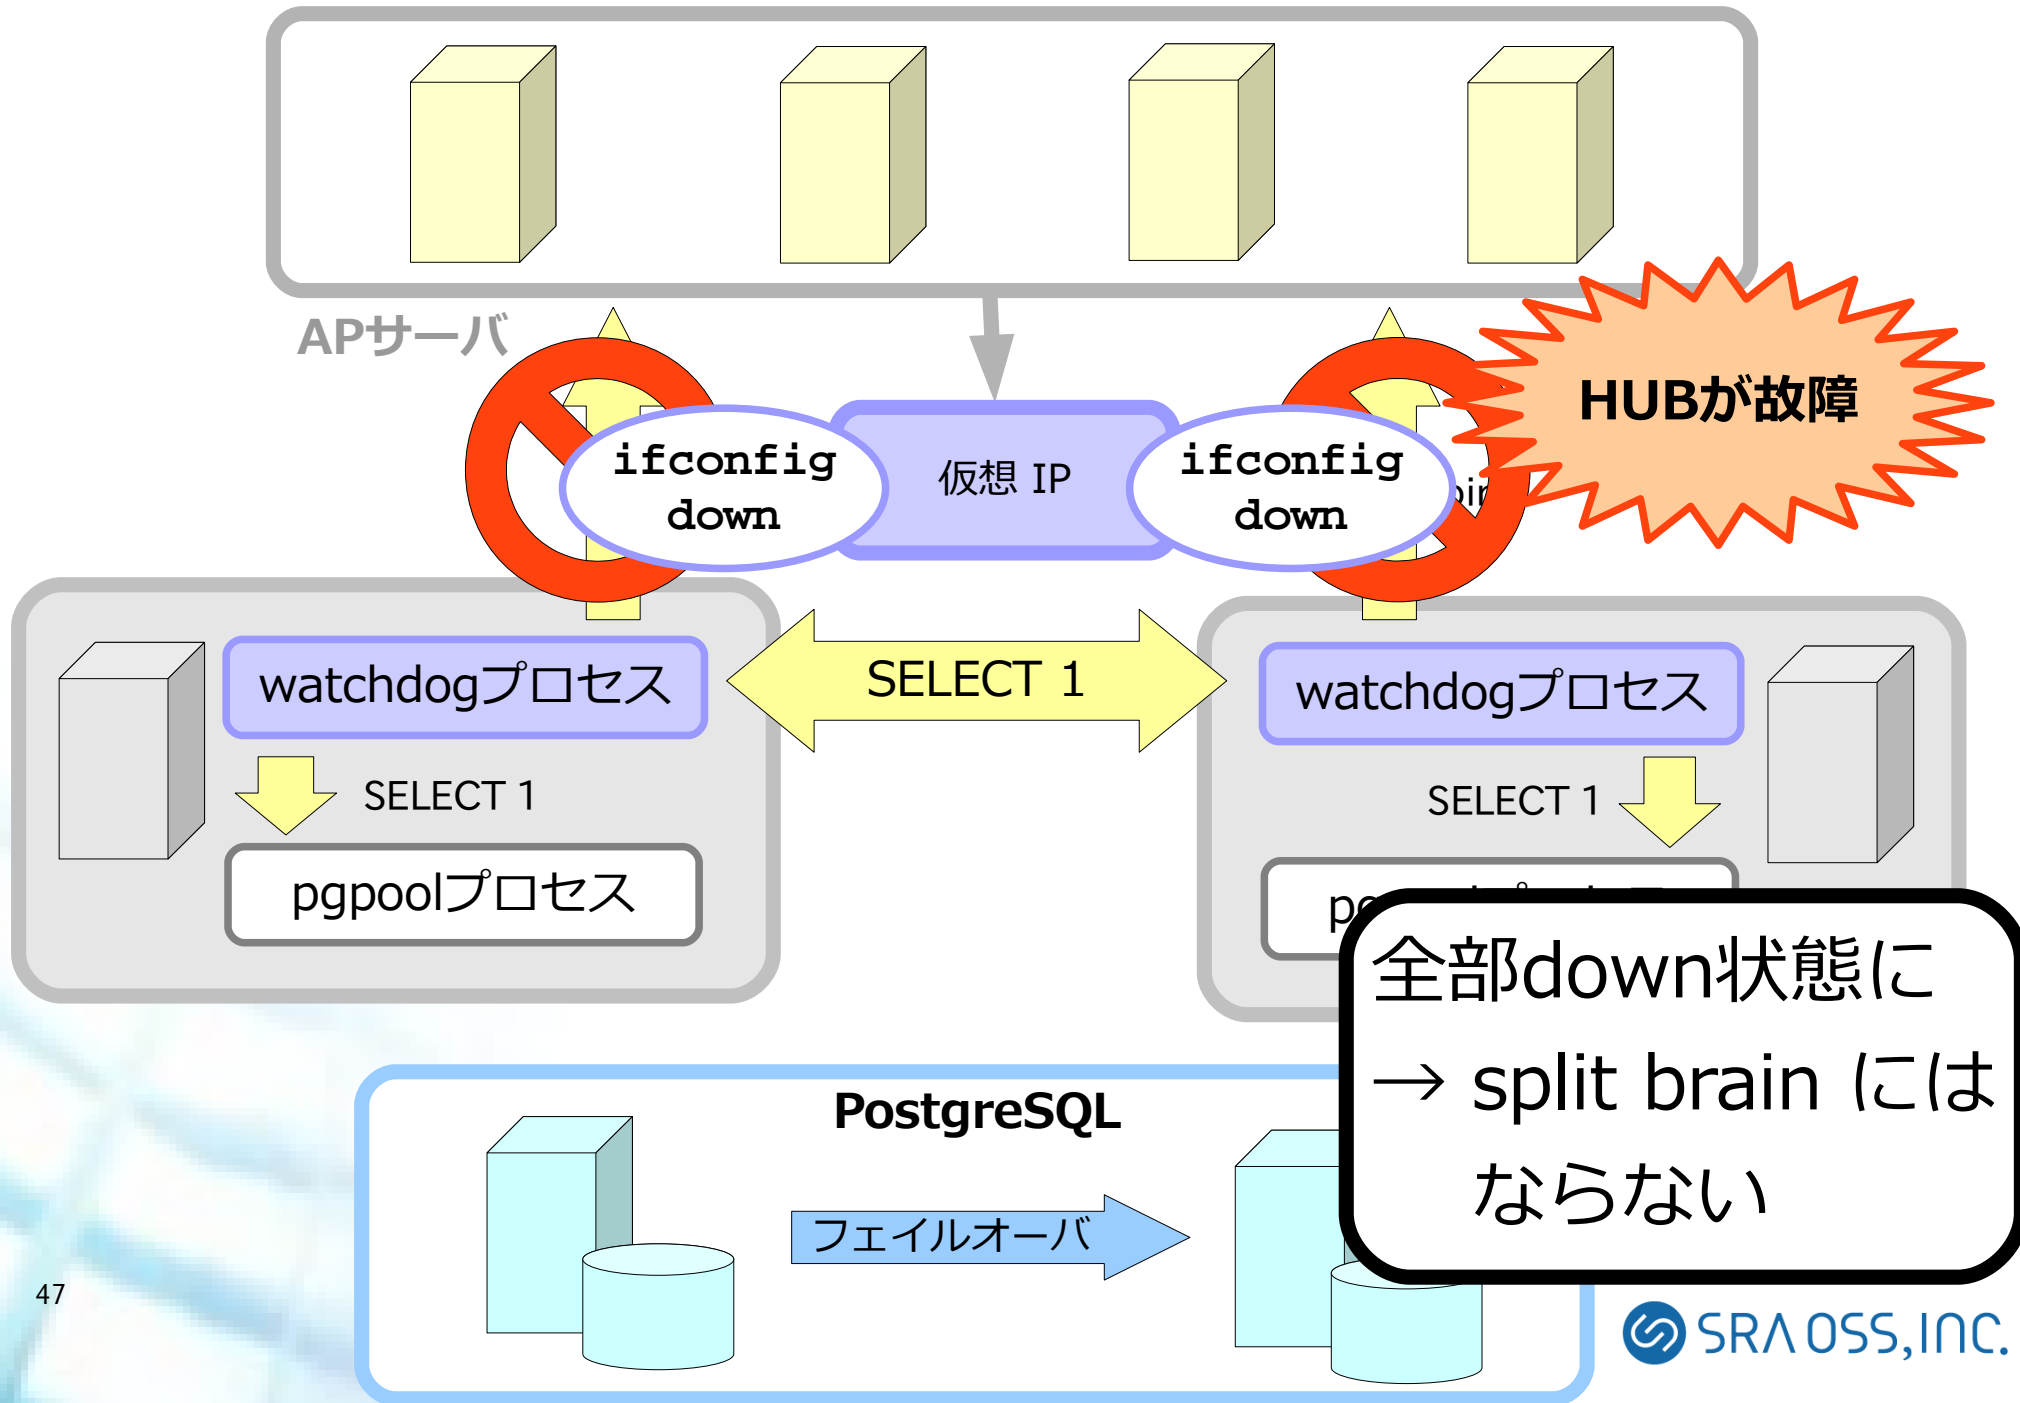 APサーバ
HUBが故障
ifconfig
down
仮想 IP
ifconfig
down
watchdogプロセス
SELECT 1
watchdogプロセス
SELECT 1
SELECT 1
pgpoolプロセス
全部down状態に
→ split brain には
ならない
PostgreSQL
フェイルオーバ
47
SRA OSS, INC.